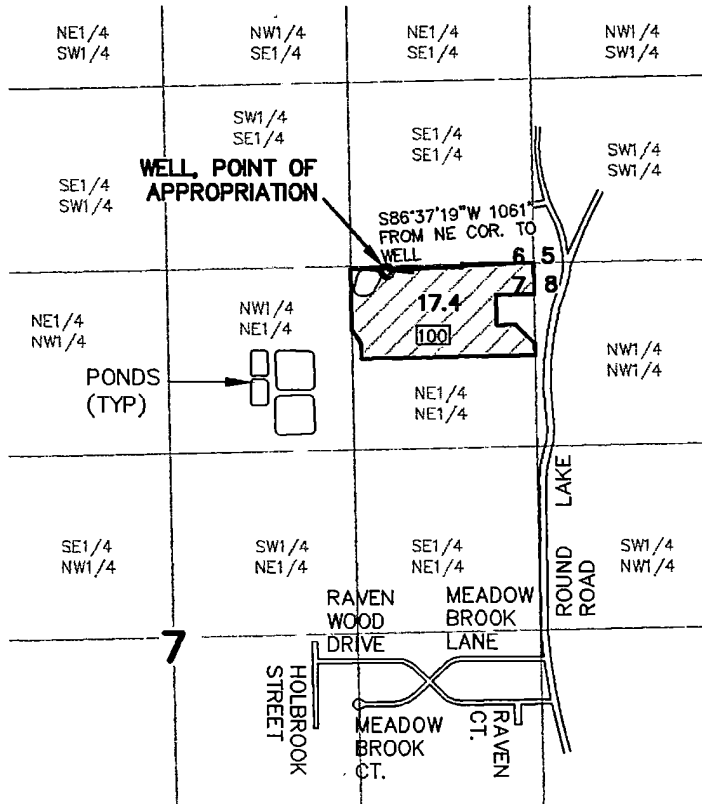 NE1/4
SW1/4
NW1/4
SE1/4
NE1/4
SE1/4
NW1/4
SW1/4
SW1/4
SE1/4
SE1/4
SE1/4
SW1/4
SW1/4
SE1/4
SW1/4
WELL, POINT OF
APPROPRIATION
S86°37'19"W 1061'
FROM NE COR. TO
WELL
6 5
7 8
17.4
100
NE1/4
NW1/4
NW1/4
NE1/4
NW1/4
NW1/4
PONDS
(TYP)
NE1/4
NE1/4
SE1/4
NW1/4
SW1/4
NE1/4
SE1/4
NE1/4
SW1/4
NW1/4
ROUND LAKE
ROAD
RAVEN
WOOD
DRIVE
MEADOW
BROOK
LANE
7
HOLBROOK
STREET
MEADOW
BROOK
CT.
RAVEN
CT.